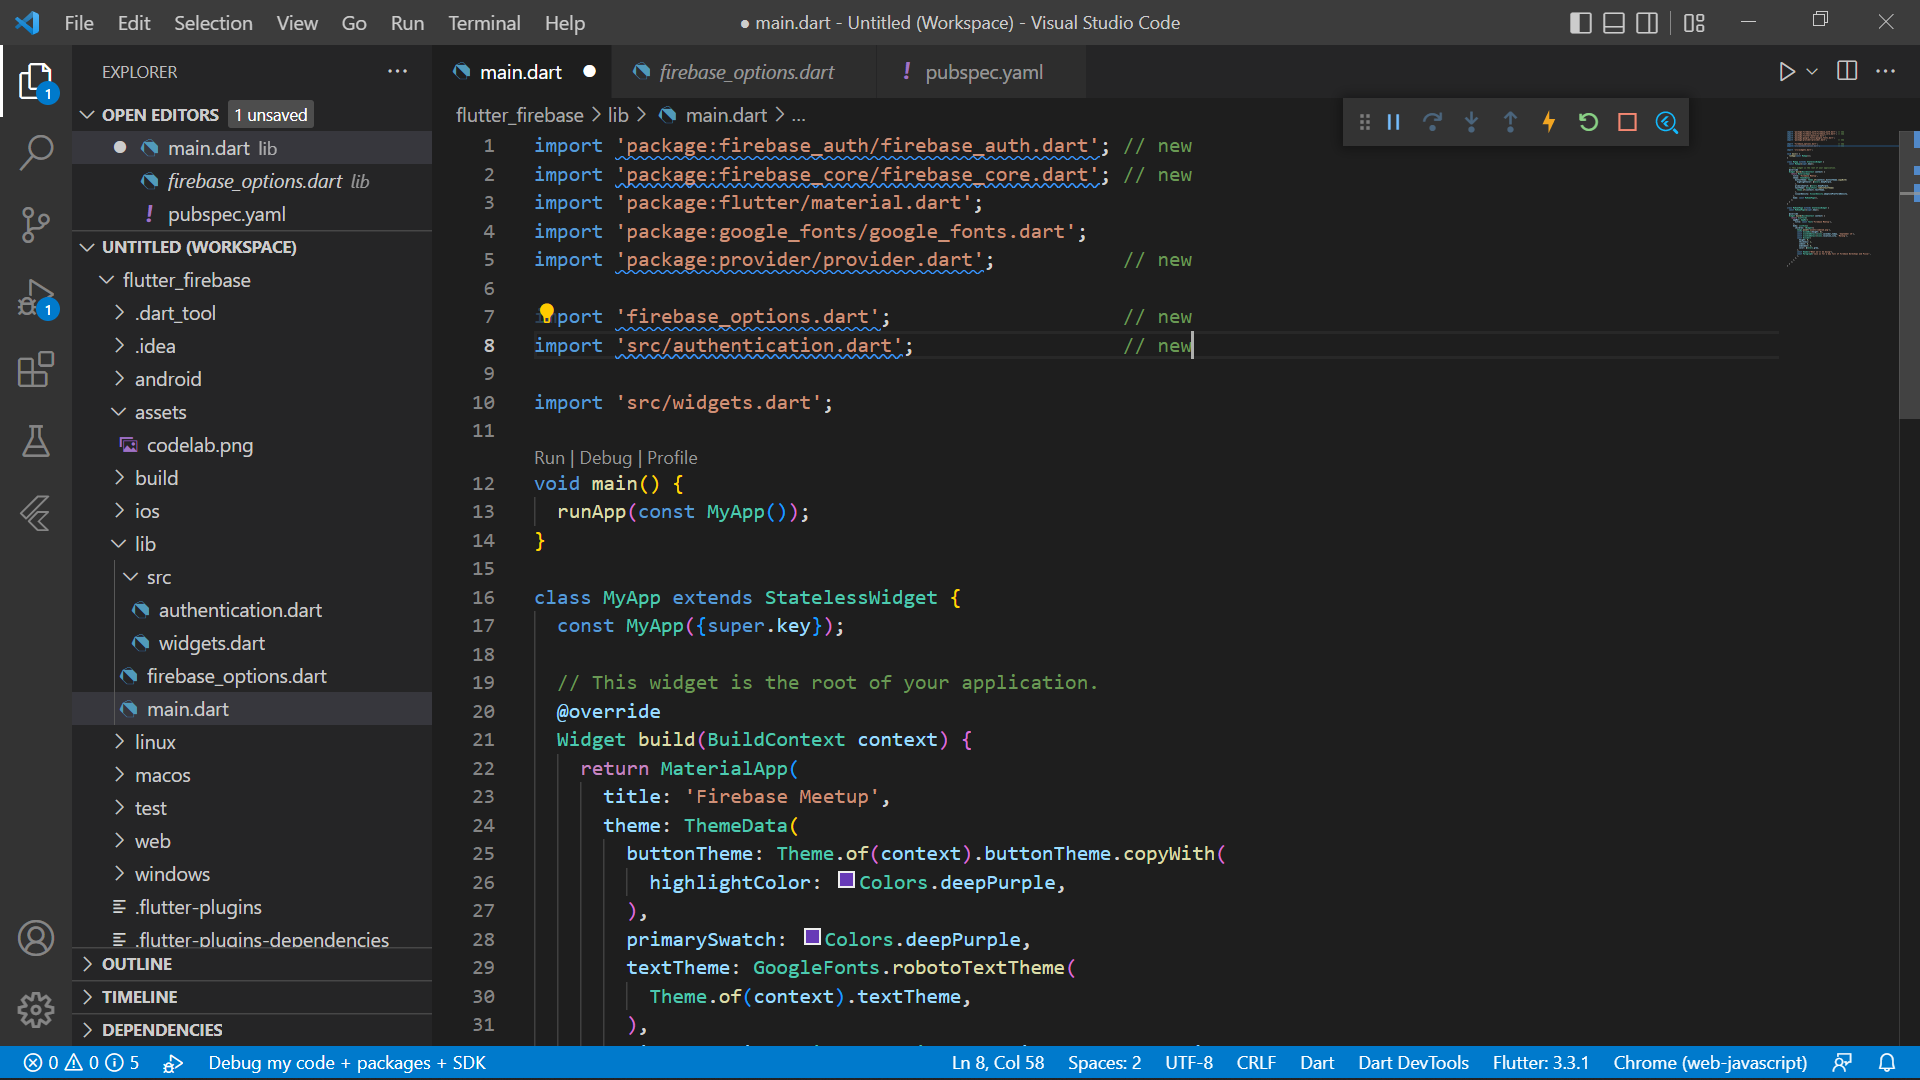 File Edit Selection View Go Run Terminal Help
● main.dart - Untitled (Workspace) - Visual Studio Code
EXPLORER
OPEN EDITORS 1 unsaved
main.dart lib
firebase_options.dart lib
! pubspec.yaml
UNTITLED (WORKSPACE)
flutter_firebase
.dart_tool
.idea
android
assets
codelab.png
build
ios
lib
src
authentication.dart
widgets.dart
firebase_options.dart
main.dart
linux
macos
test
web
windows
.flutter-plugins
.flutter-plugins-dependencies
OUTLINE
TIMELINE
DEPENDENCIES
1
1
main.dart firebase_options.dart ! pubspec.yaml
flutter_firebase > lib > main.dart > ...
1 import 'package:firebase_auth/firebase_auth.dart'; // new
2 import 'package:firebase_core/firebase_core.dart'; // new
3 import 'package:flutter/material.dart';
4 import 'package:google_fonts/google_fonts.dart';
5 import 'package:provider/provider.dart'; // new
6
7 import 'firebase_options.dart'; // new
8 import 'src/authentication.dart'; // new
9
10 import 'src/widgets.dart';
11
Run | Debug | Profile
12 void main() {
13 runApp(const MyApp());
14 }
15
16 class MyApp extends StatelessWidget {
17 const MyApp({super.key});
18
19 // This widget is the root of your application.
20 @override
21 Widget build(BuildContext context) {
22 return MaterialApp(
23 title: 'Firebase Meetup',
24 theme: ThemeData(
25 buttonTheme: Theme.of(context).buttonTheme.copyWith(
26 highlightColor: Colors.deepPurple,
27 ),
28 primarySwatch: Colors.deepPurple,
29 textTheme: GoogleFonts.robotoTextTheme(
30 Theme.of(context).textTheme,
31 ),
0 0 5 Debug my code + packages + SDK Ln 8, Col 58 Spaces: 2 UTF-8 CRLF Dart Dart DevTools Flutter: 3.3.1 Chrome (web-javascript)